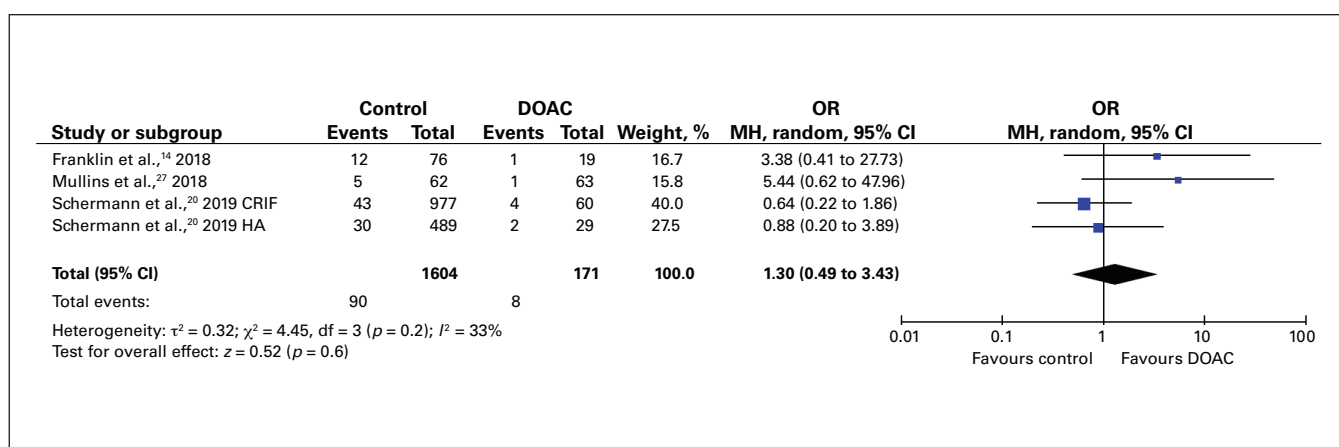 Control DOAC OR OR
Study or subgroup Events Total Events Total Weight, % MH, random, 95% CI MH, random, 95% CI
Franklin et al.,¹⁴ 2018 12 76 1 19 16.7 3.38 (0.41 to 27.73)
Mullins et al.,²⁷ 2018 5 62 1 63 15.8 5.44 (0.62 to 47.96)
Schermann et al.,²⁰ 2019 CRIF 43 977 4 60 40.0 0.64 (0.22 to 1.86)
Schermann et al.,²⁰ 2019 HA 30 489 2 29 27.5 0.88 (0.20 to 3.89)
Total (95% CI) 1604 171 100.0 1.30 (0.49 to 3.43)
Total events: 90 8
Heterogeneity: τ² = 0.32; χ² = 4.45, df = 3 (p = 0.2); I² = 33%
Test for overall effect: z = 0.52 (p = 0.6)
0.01 0.1 1 10 100
Favours control Favours DOAC